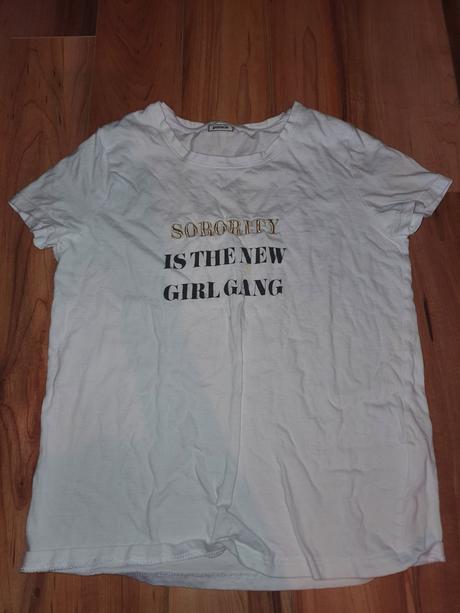 SORORITY
IS THE NEW
GIRL GANG